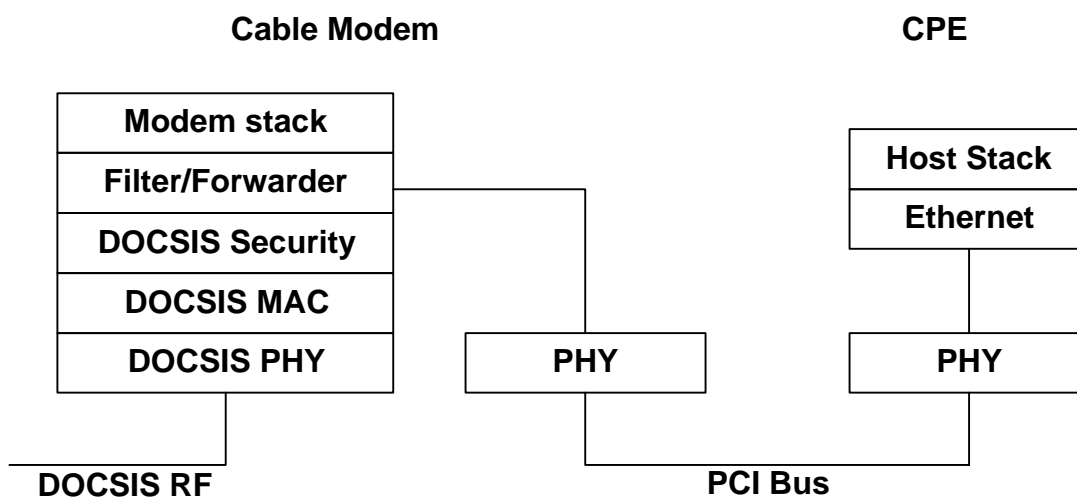 Cable Modem
CPE
Modem stack
Filter/Forwarder
DOCSIS Security
DOCSIS MAC
DOCSIS PHY
PHY
Host Stack
Ethernet
PHY
DOCSIS RF
PCI Bus